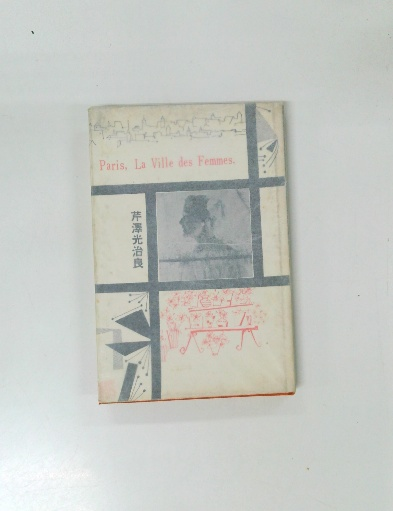 Paris, La Ville des Femmes.
芹澤光治良